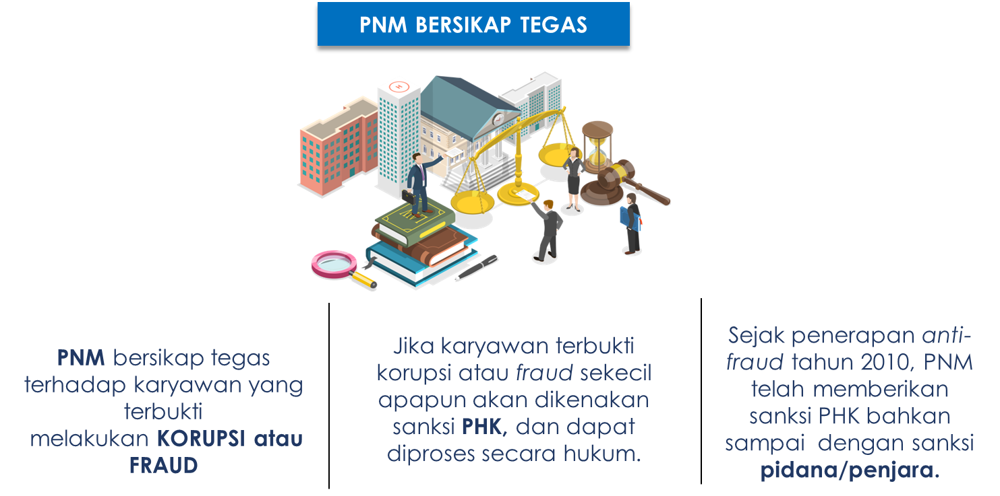 PNM BERSIKAP TEGAS
LAW
PNM bersikap tegas
terhadap karyawan yang
terbukti
melakukan KORUPSI atau
FRAUD
Jika karyawan terbukti
korupsi atau fraud sekecil
apapun akan dikenakan
sanksi PHK, dan dapat
diproses secara hukum.
Sejak penerapan anti-
fraud tahun 2010, PNM
telah memberikan
sanksi PHK bahkan
sampai  dengan sanksi
pidana/penjara.